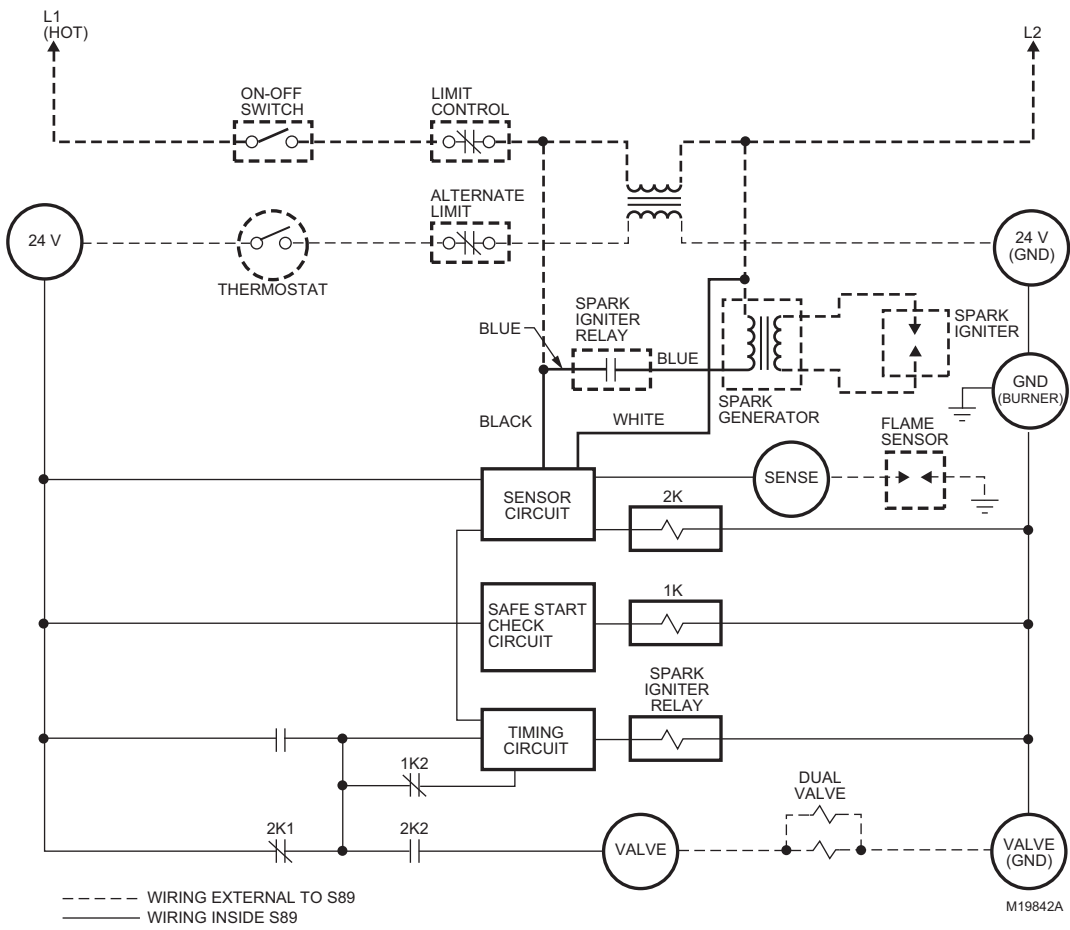 L1
(HOT)
L2
ON-OFF
SWITCH
LIMIT
CONTROL
24 V
THERMOSTAT
ALTERNATE
LIMIT
24 V
(GND)
BLUE
SPARK
IGNITER
RELAY
BLUE
SPARK
IGNITER
SPARK
GENERATOR
GND
(BURNER)
BLACK
WHITE
FLAME
SENSOR
SENSOR
CIRCUIT
SENSE
2K
SAFE START
CHECK
CIRCUIT
1K
SPARK
IGNITER
RELAY
TIMING
CIRCUIT
1K2
DUAL
VALVE
2K1
2K2
VALVE
VALVE
(GND)
WIRING EXTERNAL TO S89
WIRING INSIDE S89
M19842A